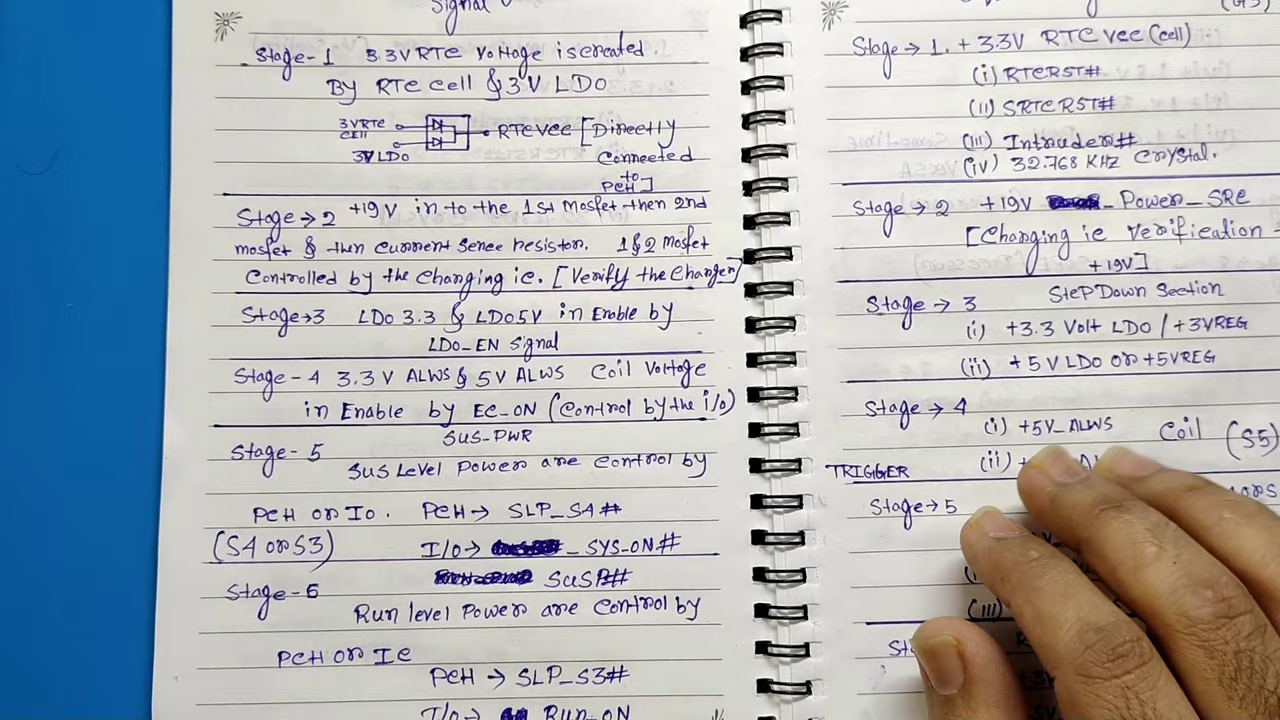 Signal
Stage-1 3.3V RTC Voltage is created.
By RTC cell & 3V LDO
3VRTC
CELL
3V LDO
RTCVCC [Directly
Connected
to
PCH]
Stage→2 +19V in to the 1st Mosfet then 2nd
mosfet & then current sence resistor. 1&2 Mosfet
Controlled by the Charging ic. [Verify the Charger]
Stage→3 LDO 3.3 & LDO5V in Enable by
LDO_EN Signal
Stage-4 3.3V ALWS & 5V ALWS Coil Voltage
in Enable by EC_ON (Control by the i/o)
SUS-PWR
Stage-5
SUS Level Power are Control by
PCH or Io. PCH→ SLP_S4#
(S4 or S3) I/o→ _SYS_ON#
SUSP#
Stage-6
Run level Power are Control by
PCH or IC
PCH → SLP_S3#
I/o→ Run_ON
(G3)
Stage→ 1. + 3.3V RTC VCC (Cell)
(i) RTCRST#
(ii) SRTCRST#
(iii) Intruder#
(iv) 32.768 KHZ Crystal.
Stage→2 +19V _Power_SRC
[Charging ic Verification -
+19V]
Stage→3 StepDown Section
(i) +3.3 Volt LDO / +3VREG
(ii) +5V LDO OR +5VREG
Stage→4
(i) +5V_ALWS Coil (S5)
TRIGGER (ii) +
Stage→5
(iii)